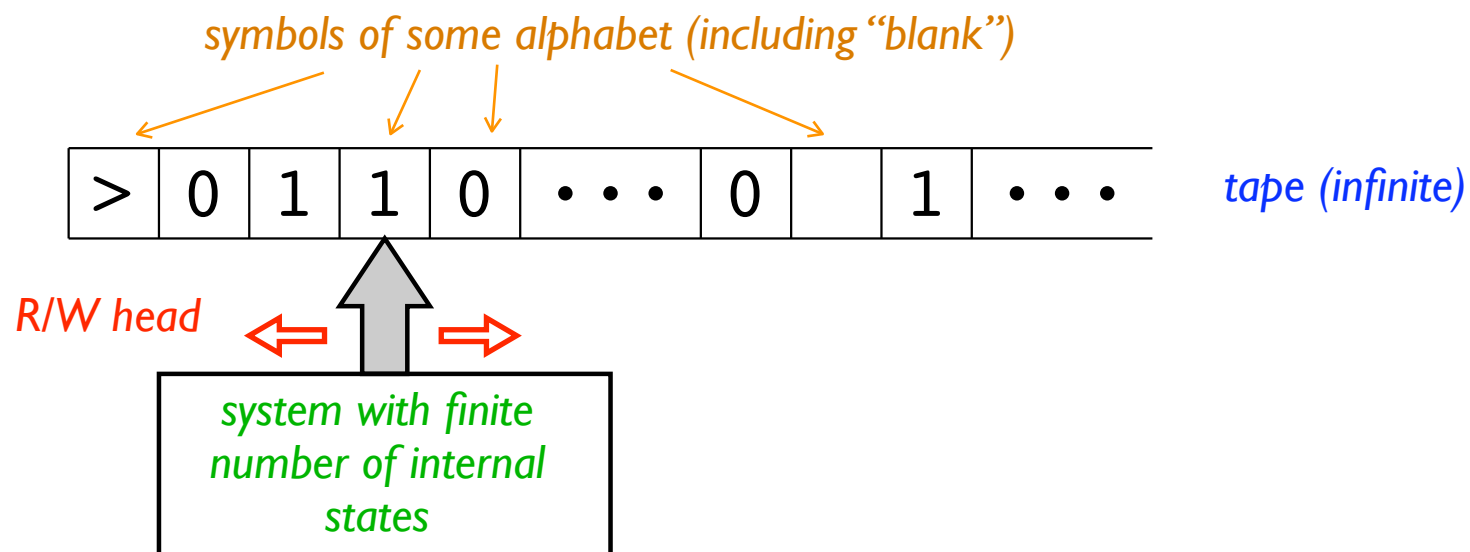 symbols of some alphabet (including “blank”)
> 0 1 1 0 • • • 0 1 • • •
tape (infinite)
R/W head
system with finite
number of internal
states